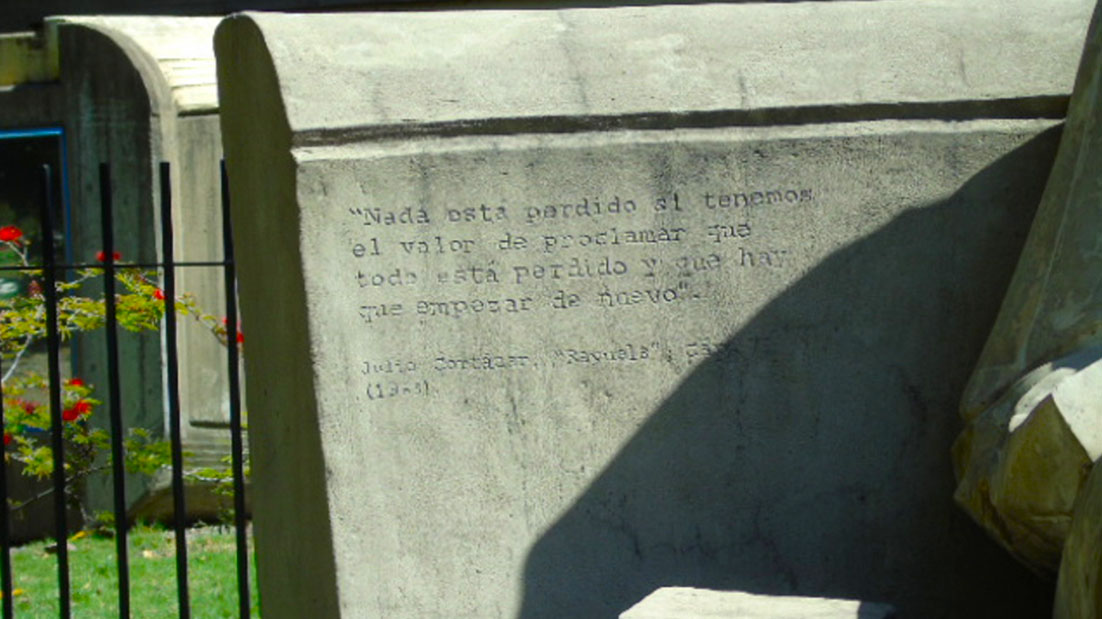 "Nada esta perdido si tenemos
el valor de proclamar que
todo está perdido y que hay
que empezar de nuevo".
Julio Cortázar, "Rayuela",